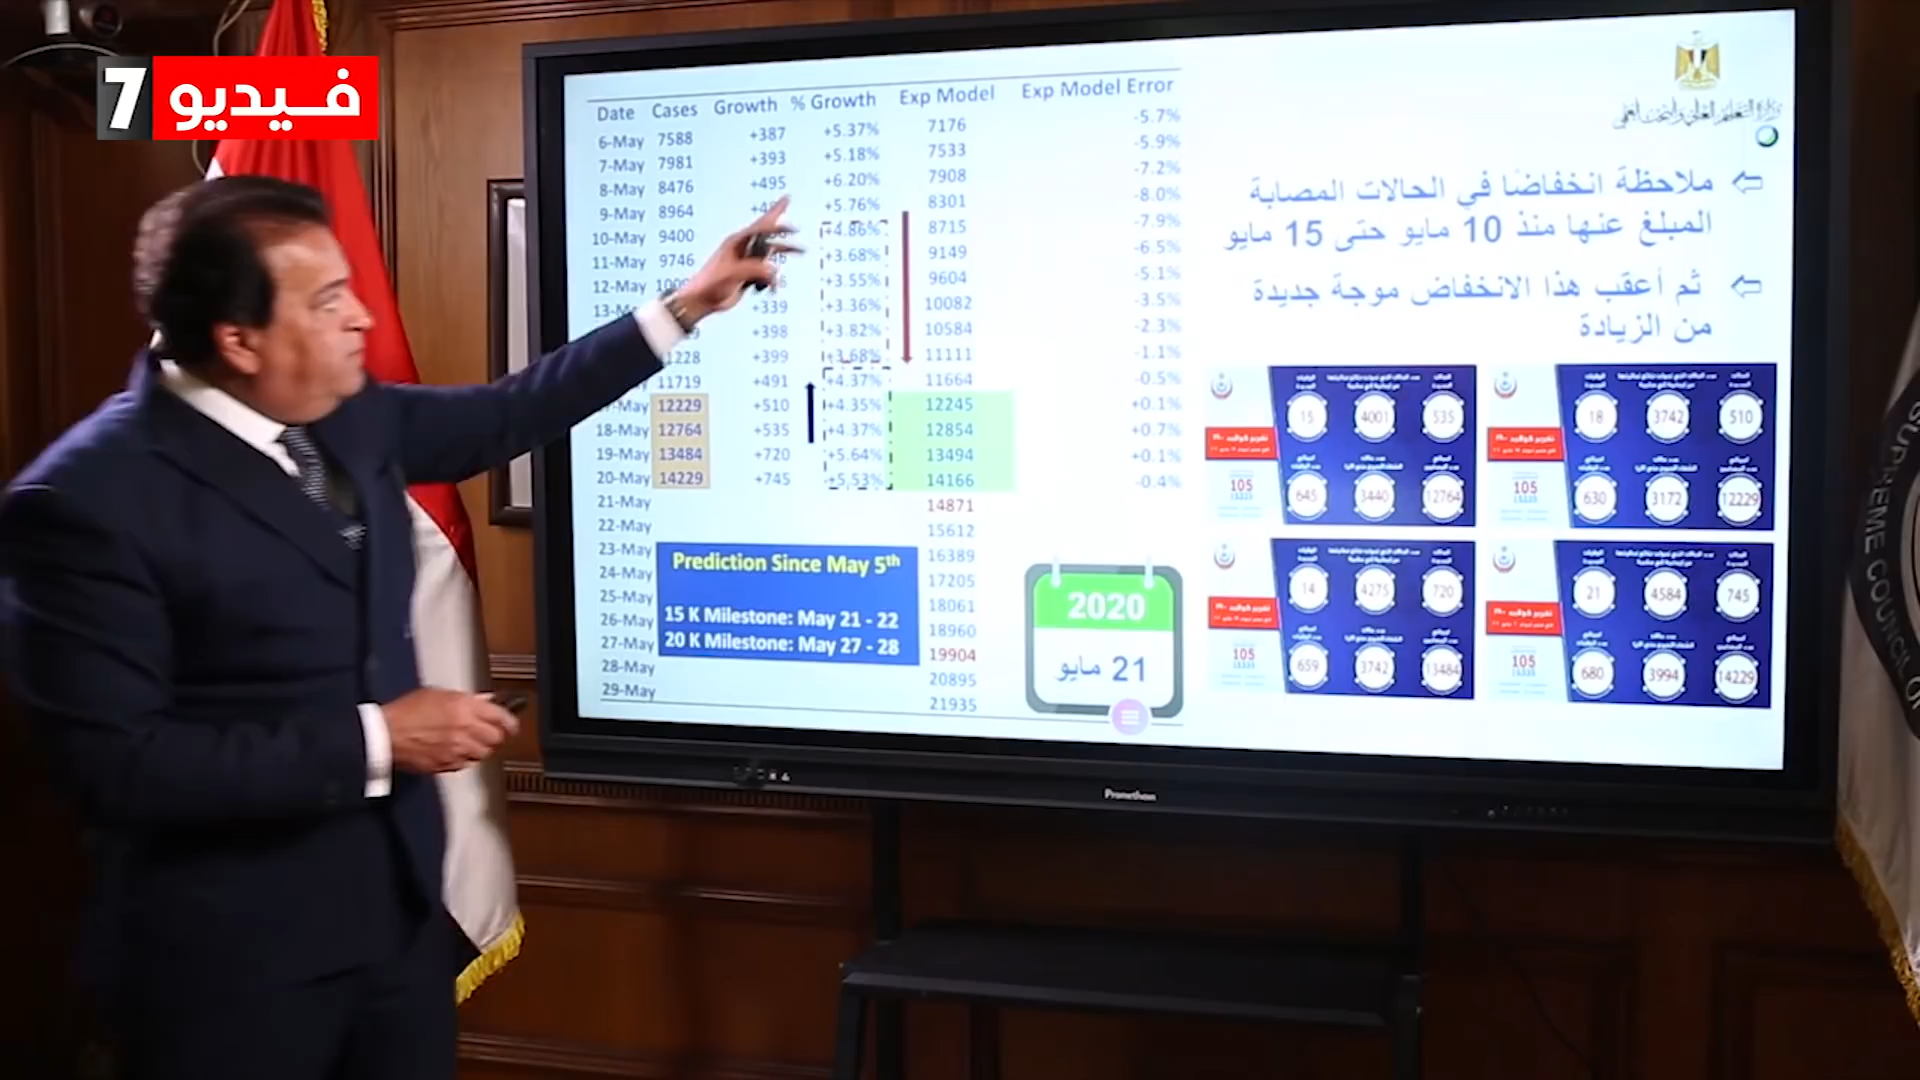 7 فيديو
Date Cases Growth % Growth Exp Model Exp Model Error
6-May 7588 +387 +5.37% 7176 -5.7%
7-May 7981 +393 +5.18% 7533 -5.9%
8-May 8476 +495 +6.20% 7908 -7.2%
9-May 8964 +5.76% 8301 -8.0%
10-May 9400 +4.86% 8715 -7.9%
11-May 9746 +3.68% 9149 -6.5%
12-May +3.55% 9604 -5.1%
+339 +3.36% 10082 -3.5%
+398 +3.82% 10584 -2.3%
+399 +3.68% 11111 -1.1%
11719 +491 +4.37% 11664 -0.5%
12229 +510 +4.35% 12245 +0.1%
18-May 12764 +535 +4.37% 12854 +0.7%
19-May 13484 +720 +5.64% 13494 +0.1%
20-May 14229 +745 +5.53% 14166 -0.4%
21-May 14871
22-May 15612
23-May 16389
24-May 17205
25-May 18061
26-May 18960
27-May 19904
28-May 20895
29-May 21935
Prediction Since May 5th
15 K Milestone: May 21 - 22
20 K Milestone: May 27 - 28
2020
21 مايو
وزارة التعليم العالي والبحث العلمي
ملاحظة انخفاضًا في الحالات المصابة
المبلغ عنها منذ 10 مايو حتى 15 مايو
ثم أعقب هذا الانخفاض موجة جديدة
من الزيادة
15 4001 535
105
645 3440 12764
18 3742 510
105
630 3172 12229
14 4275 720
105
659 3742 13484
21 4584 745
105
680 3994 14229
Promethean
SUPREME COUNCIL OF